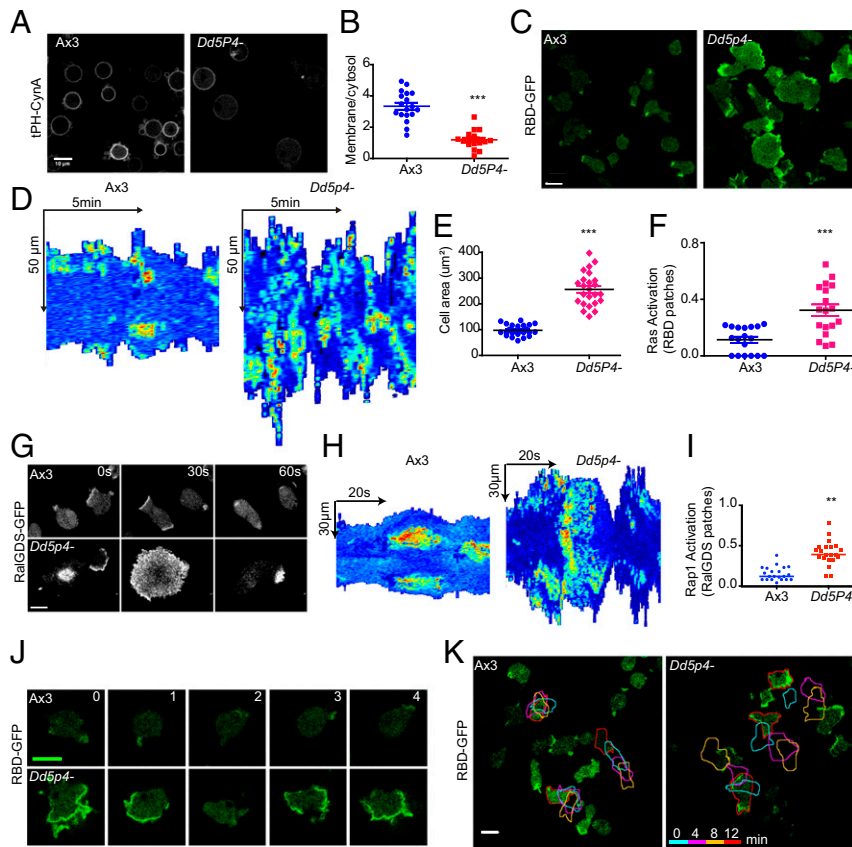 A
Ax3
Dd5P4-
tPH-CynA
10 μm
B
Membrane/cytosol
6
4
2
0
***
Ax3
Dd5P4-
C
Ax3
Dd5p4-
RBD-GFP
D
Ax3
Dd5p4-
5min
5min
50 μm
50 μm
E
Cell area (um²)
400
300
200
100
0
***
Ax3
Dd5P4-
F
Ras Activation
(RBD patches)
0.8
0.4
0.0
***
Ax3
Dd5P4-
G
Ax3
0s
30s
60s
Dd5p4-
RalGDS-GFP
H
Ax3
Dd5p4-
20s
20s
30μm
30μm
I
Rap1 Activation
(RalGDS patches)
1.0
0.5
0.0
**
Ax3
Dd5P4-
J
Ax3
0
1
2
3
4
Dd5p4-
RBD-GFP
K
Ax3
Dd5p4-
RBD-GFP
0 4 8 12 min